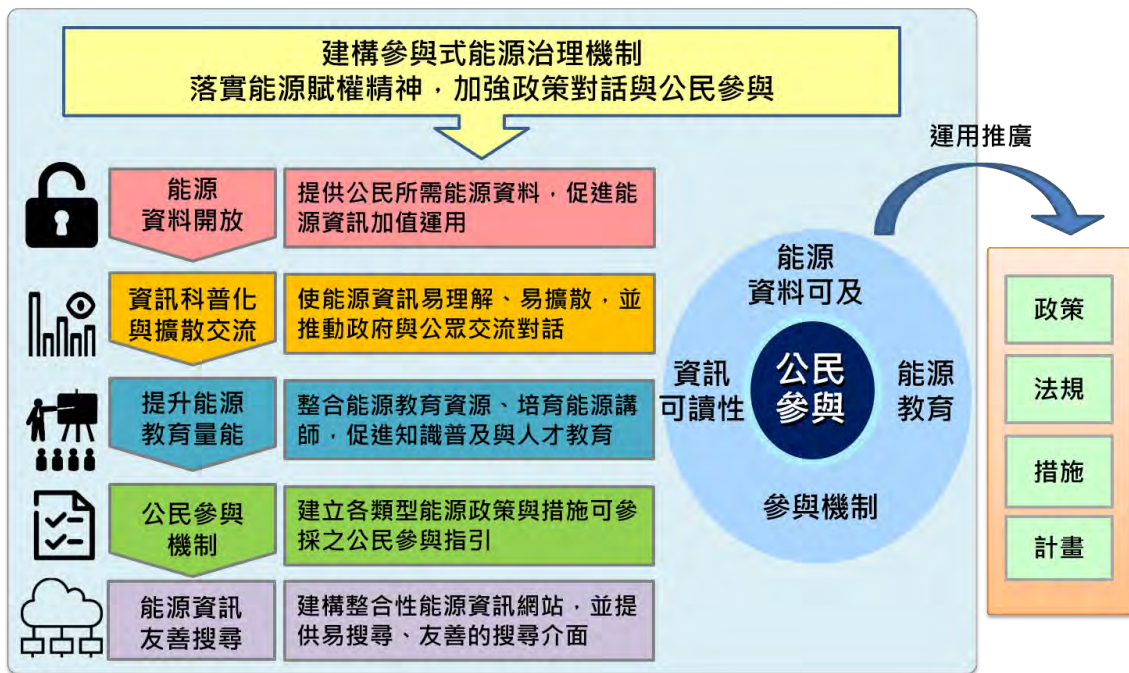 建構參與式能源治理機制
落實能源賦權精神，加強政策對話與公民參與
能源
資料開放
提供公民所需能源資料，促進能
源資訊加值運用
資訊科普化
與擴散交流
使能源資訊易理解、易擴散，並
推動政府與公眾交流對話
提升能源
教育量能
整合能源教育資源、培育能源講
師，促進知識普及與人才教育
公民參與
機制
建立各類型能源政策與措施可參
採之公民參與指引
能源資訊
友善搜尋
建構整合性能源資訊網站，並提
供易搜尋、友善的搜尋介面
能源
資料可及
資訊
可讀性
公民
參與
能源
教育
參與機制
運用推廣
政策
法規
措施
計畫